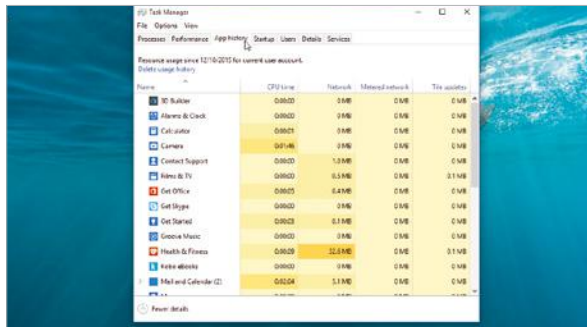 Task Manager
File Options View
Processes Performance App history Startup Users Details Services
Resource usage since 12/16/2015 for current user account.
Delete usage history
Name CPU time Network Metered network Tile updates
3D Builder 0:00:00 0 MB 0 MB 0 MB
Alarms & Clock 0:00:00 0 MB 0 MB 0 MB
Calculator 0:00:01 0 MB 0 MB 0 MB
Camera 0:01:46 0 MB 0 MB 0 MB
Contact Support 0:00:00 1.0 MB 0 MB 0 MB
Films & TV 0:00:00 0.5 MB 0 MB 0.1 MB
Get Office 0:00:05 6.4 MB 0 MB 0 MB
Get Skype 0:00:00 0 MB 0 MB 0 MB
Get Started 0:00:03 0.1 MB 0 MB 0 MB
Groove Music 0:00:00 0 MB 0 MB 0 MB
Health & Fitness 0:00:09 0 MB 0.1 MB
Kobo eBooks 0:00:00 0 MB 0 MB 0 MB
Mail and Calendar (2) 0:02:04 5.1 MB 0 MB 0 MB
Fewer details